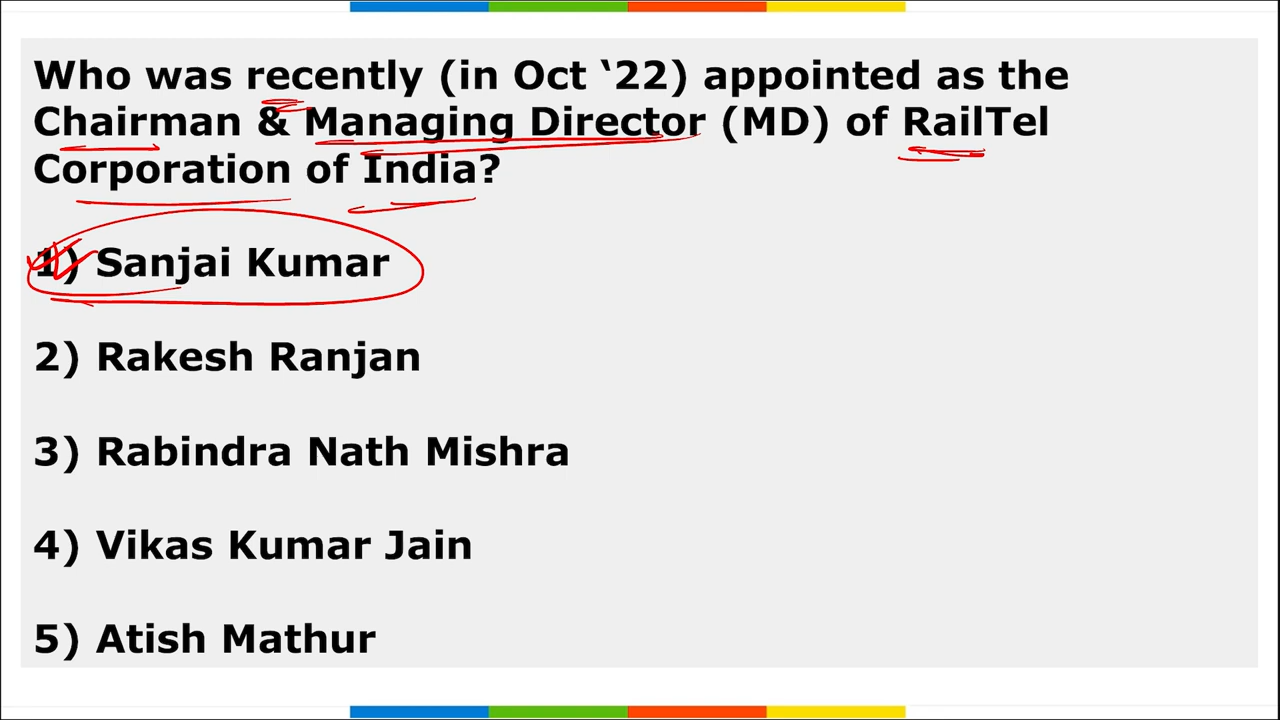 Who was recently (in Oct ‘22) appointed as the
Chairman & Managing Director (MD) of RailTel
Corporation of India?
1) Sanjai Kumar
2) Rakesh Ranjan
3) Rabindra Nath Mishra
4) Vikas Kumar Jain
5) Atish Mathur